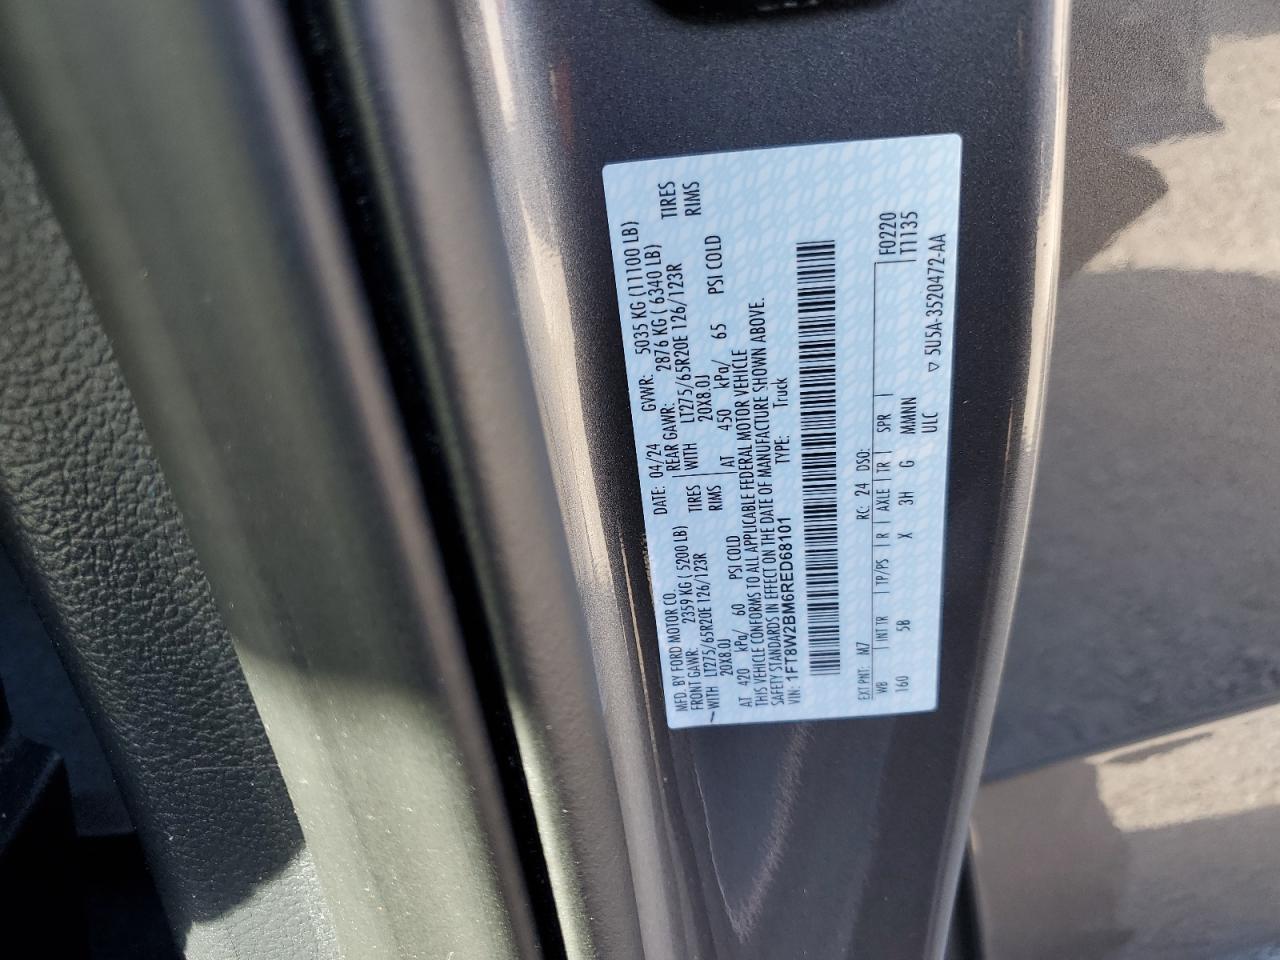 MFD. BY FORD MOTOR CO.
DATE: 04/24 GVWR: 5035 KG (11100 LB)
FRONT GAWR: 2359 KG ( 5200 LB) REAR GAWR: 2876 KG ( 6340 LB)
WITH LT275/65R20E 126/123R TIRES WITH LT275/65R20E 126/123R TIRES
20X8.0J RIMS 20X8.0J RIMS
AT 420 kPa/ 60 PSI COLD AT 450 kPa/ 65 PSI COLD
THIS VEHICLE CONFORMS TO ALL APPLICABLE FEDERAL MOTOR VEHICLE
SAFETY STANDARDS IN EFFECT ON THE DATE OF MANUFACTURE SHOWN ABOVE.
VIN: 1FT8W2BM6RED68101 TYPE: Truck
EXT PNT: M7 RC: 24 DSO: F0220
WB INT TR TP/PS R AXLE TR SPR T1135
160 5B X 3H G MMNN
ULC 5U5A-3520472-AA